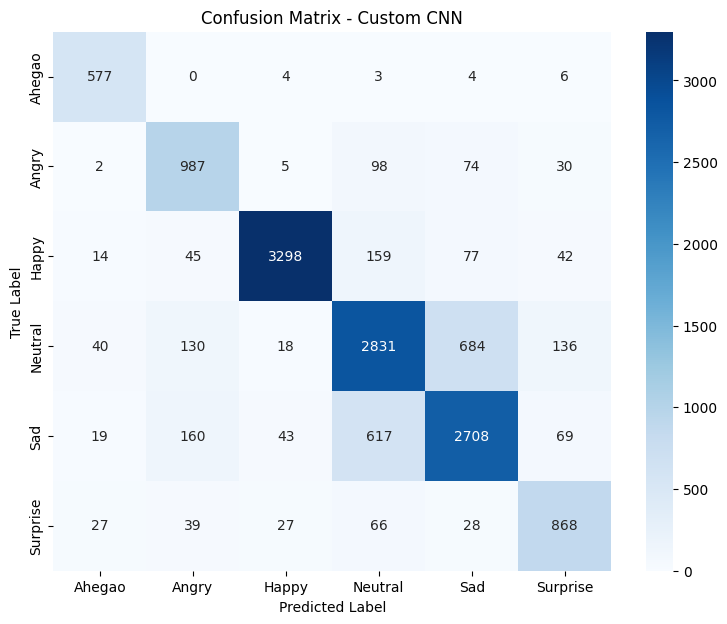 Confusion Matrix - Custom CNN
True Label
Ahegao 577 0 4 3 4 6
Angry 2 987 5 98 74 30
Happy 14 45 3298 159 77 42
Neutral 40 130 18 2831 684 136
Sad 19 160 43 617 2708 69
Surprise 27 39 27 66 28 868
Ahegao Angry Happy Neutral Sad Surprise
Predicted Label
3000
2500
2000
1500
1000
500
0